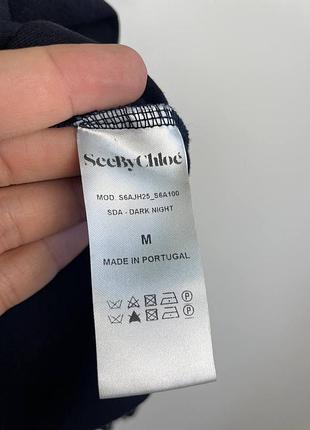 SeeByChloé
MOD. S6AJH25_S6A100
SDA - DARK NIGHT
M
MADE IN PORTUGAL
P
P